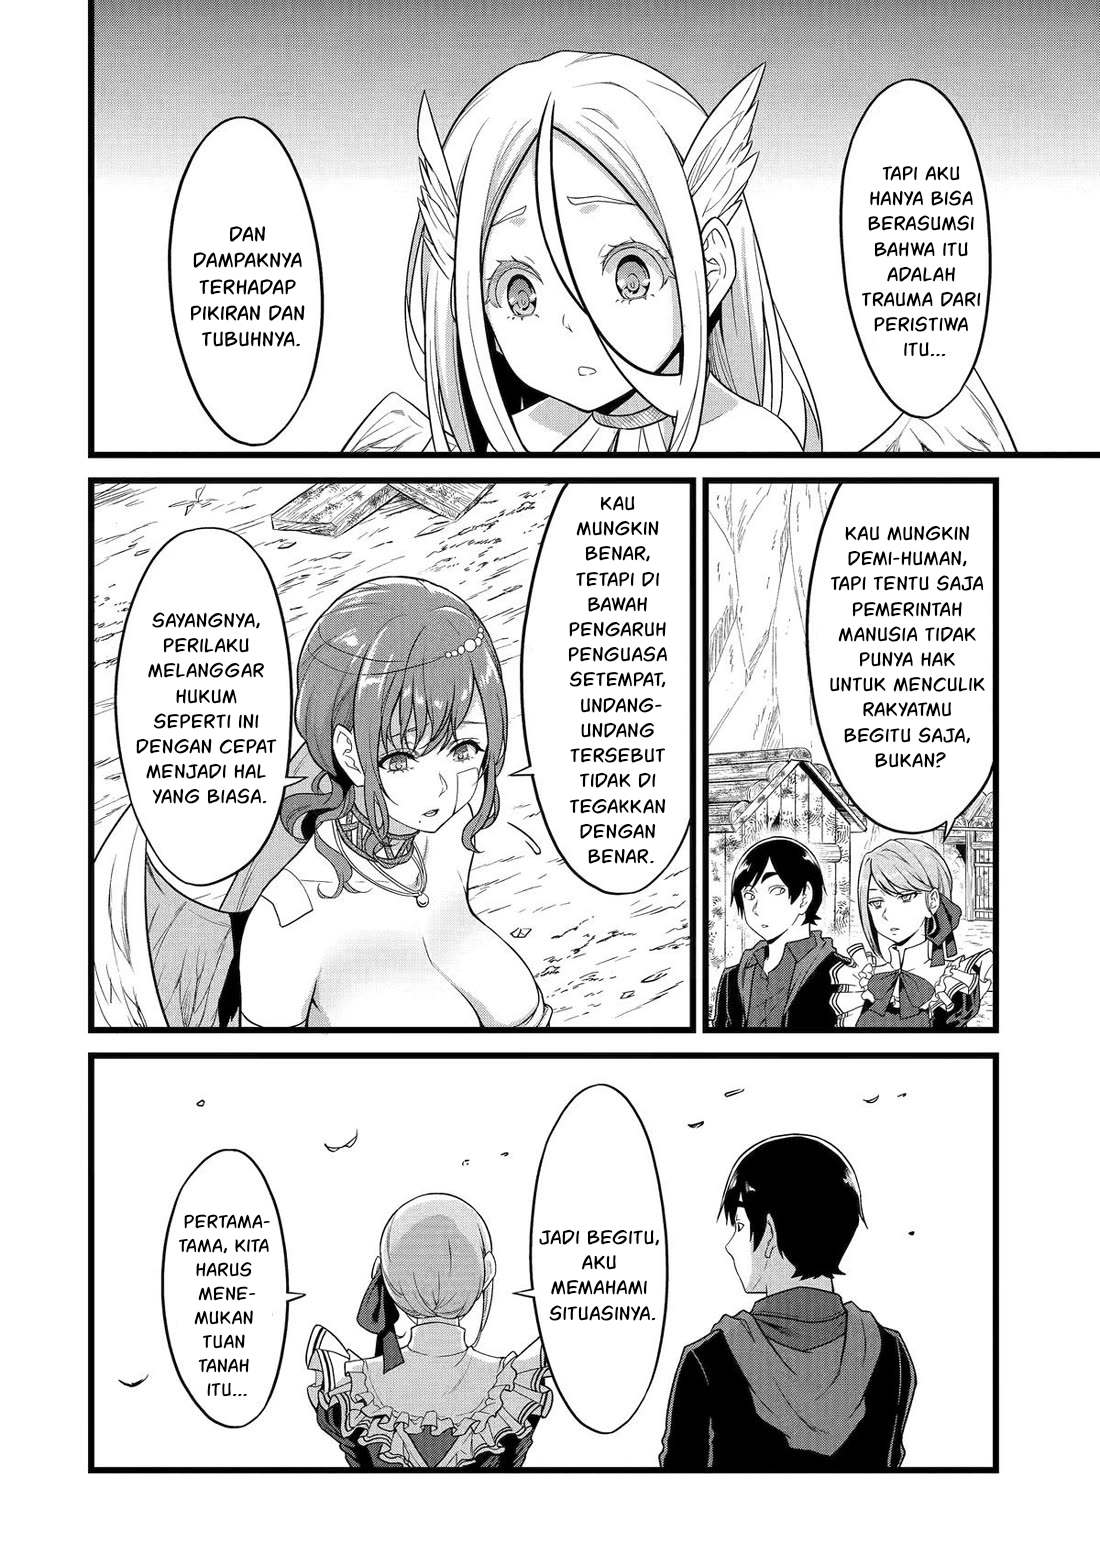 TAPI AKU
HANYA BISA
BERASUMSI
BAHWA ITU
ADALAH
TRAUMA DARI
PERISTIWA
ITU...
DAN
DAMPAKNYA
TERHADAP
PIKIRAN DAN
TUBUHNYA.
KAU MUNGKIN
DEMI-HUMAN,
TAPI TENTU SAJA
PEMERINTAH
MANUSIA TIDAK
PUNYA HAK
UNTUK MENCULIK
RAKYATMU
BEGITU SAJA,
BUKAN?
KAU
MUNGKIN
BENAR,
TETAPI DI
BAWAH
PENGARUH
PENGUASA
SETEMPAT,
UNDANG-
UNDANG
TERSEBUT
TIDAK DI
TEGAKKAN
DENGAN
BENAR.
SAYANGNYA,
PERILAKU
MELANGGAR
HUKUM
SEPERTI INI
DENGAN CEPAT
MENJADI HAL
YANG BIASA.
JADI BEGITU,
AKU
MEMAHAMI
SITUASINYA.
PERTAMA-
TAMA, KITA
HARUS
MENE-
MUKAN
TUAN
TANAH
ITU...